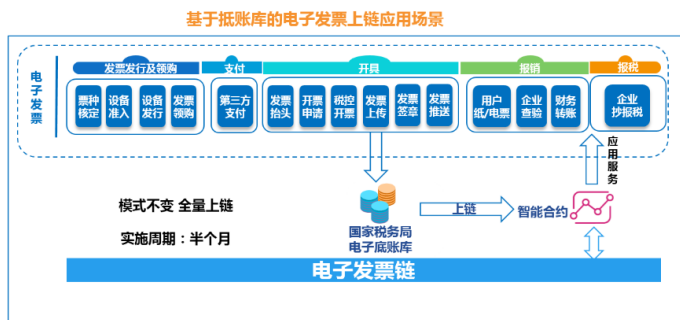 基于抵账库的电子发票上链应用场景
电子发票
发票发行及领购
支付
开具
报销
报税
票种
核定
设备
准入
设备
发行
发票
领购
第三方
支付
发票
抬头
开票
申请
税控
开票
发票
上传
发票
签章
发票
推送
用户
纸/电票
企业
查验
财务
转账
企业
抄报税
应用服务
模式不变 全量上链
实施周期：半个月
国家税务局
电子底账库
上链
智能合约
电子发票链